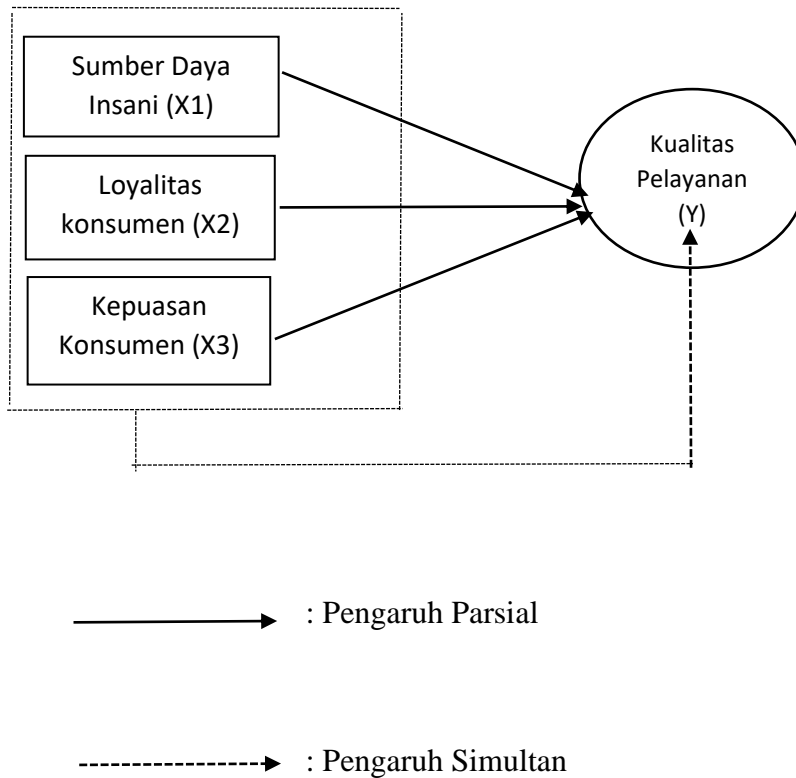 Sumber Daya
Insani (X1)
Loyalitas
konsumen (X2)
Kepuasan
Konsumen (X3)
Kualitas
Pelayanan
(Y)
: Pengaruh Parsial
: Pengaruh Simultan